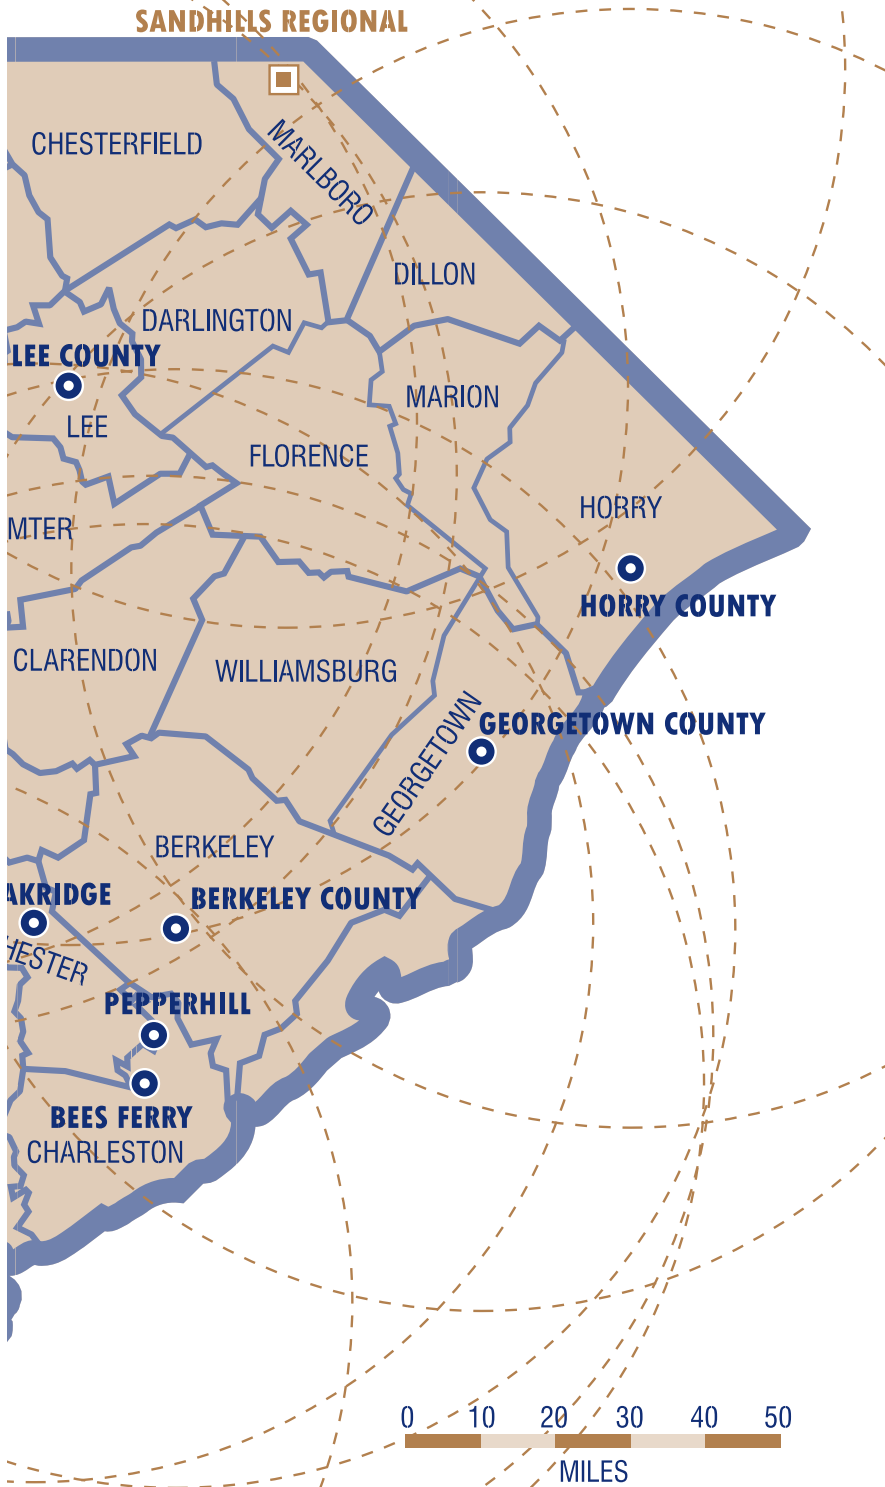 SANDHILLS REGIONAL
CHESTERFIELD
MARLBORO
DILLON
DARLINGTON
LEE COUNTY
MARION
LEE
FLORENCE
HORRY
MTER
HORRY COUNTY
CLARENDON
WILLIAMSBURG
GEORGETOWN COUNTY
GEORGETOWN
BERKELEY
AKRIDGE
BERKELEY COUNTY
HESTER
PEPPERHILL
BEES FERRY
CHARLESTON
0 10 20 30 40 50
MILES